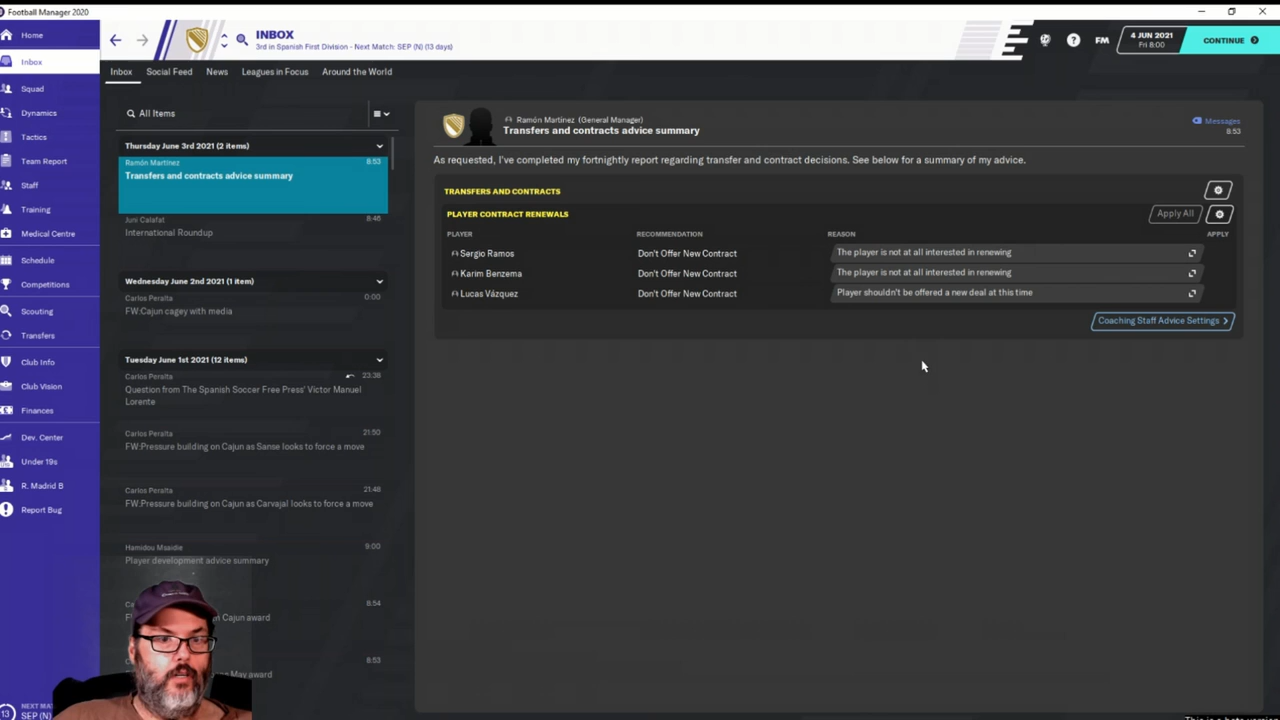 Football Manager 2020
Home
INBOX
3rd in Spanish First Division - Next Match: SEP (N) (13 days)
FM
4 JUN 2021
Fri 8:00
CONTINUE
Inbox
Squad
Dynamics
Tactics
Team Report
Staff
Training
Medical Centre
Schedule
Competitions
Scouting
Transfers
Club Info
Club Vision
Finances
Dev. Center
Under 19s
R. Madrid B
Report Bug
13
NEXT MA
SEP (N)
Inbox
Social Feed
News
Leagues in Focus
Around the World
All Items
Thursday June 3rd 2021 (2 items)
Ramón Martínez 8:53
Transfers and contracts advice summary
Juni Calafat 8:46
International Roundup
Wednesday June 2nd 2021 (1 item)
Carlos Peralta 0:00
FW:Cajun cagey with media
Tuesday June 1st 2021 (12 items)
Carlos Peralta 23:38
Question from The Spanish Soccer Free Press' Victor Manuel
Lorente
Carlos Peralta 21:50
FW:Pressure building on Cajun as Sanse looks to force a move
Carlos Peralta 21:48
FW:Pressure building on Cajun as Carvajal looks to force a move
Hamidou Msaidie 9:00
Player development advice summary
8:54
Cajun award
8:53
May award
Ramón Martínez (General Manager)
Transfers and contracts advice summary
Messages
8:53
As requested, I've completed my fortnightly report regarding transfer and contract decisions. See below for a summary of my advice.
TRANSFERS AND CONTRACTS
PLAYER CONTRACT RENEWALS
Apply All
PLAYER RECOMMENDATION REASON APPLY
Sergio Ramos Don't Offer New Contract The player is not at all interested in renewing
Karim Benzema Don't Offer New Contract The player is not at all interested in renewing
Lucas Vázquez Don't Offer New Contract Player shouldn't be offered a new deal at this time
Coaching Staff Advice Settings